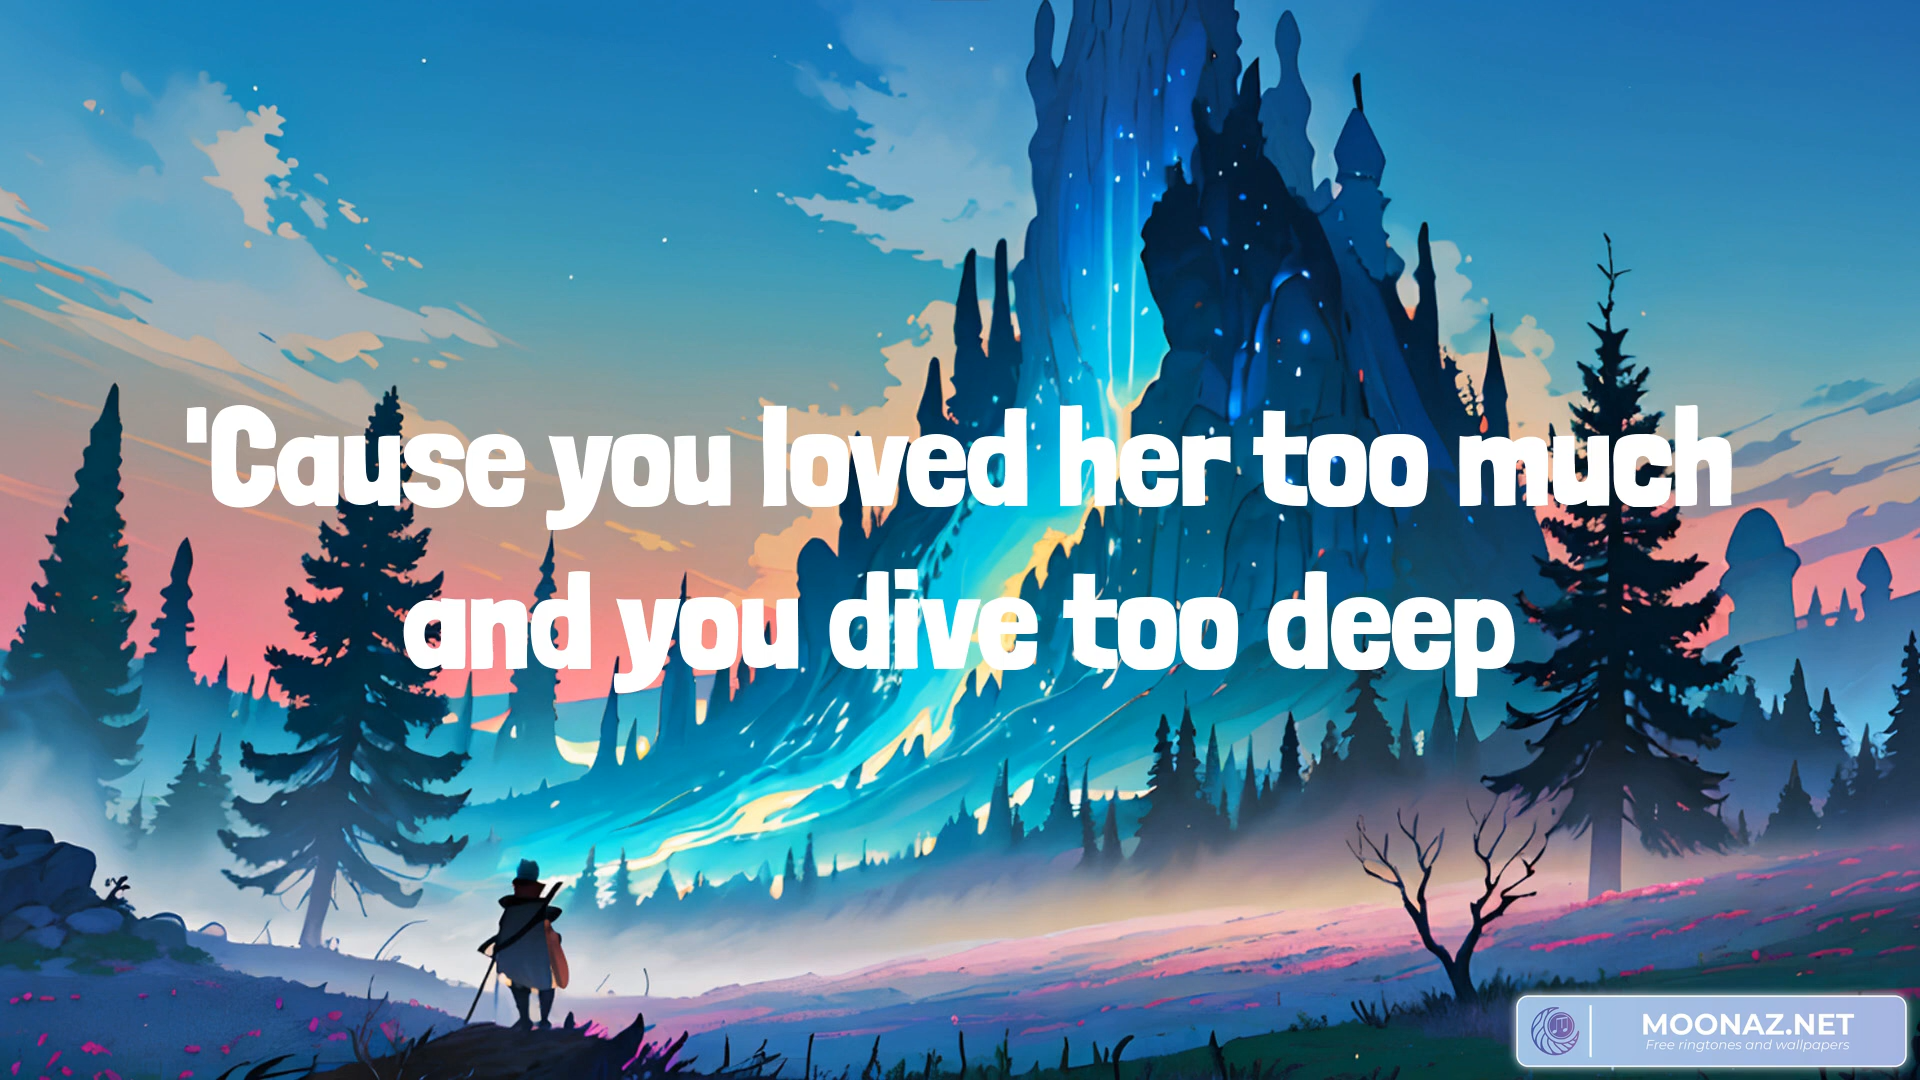 'Cause you loved her too much
and you dive too deep
MOONAZ.NET
Free ringtones and wallpapers